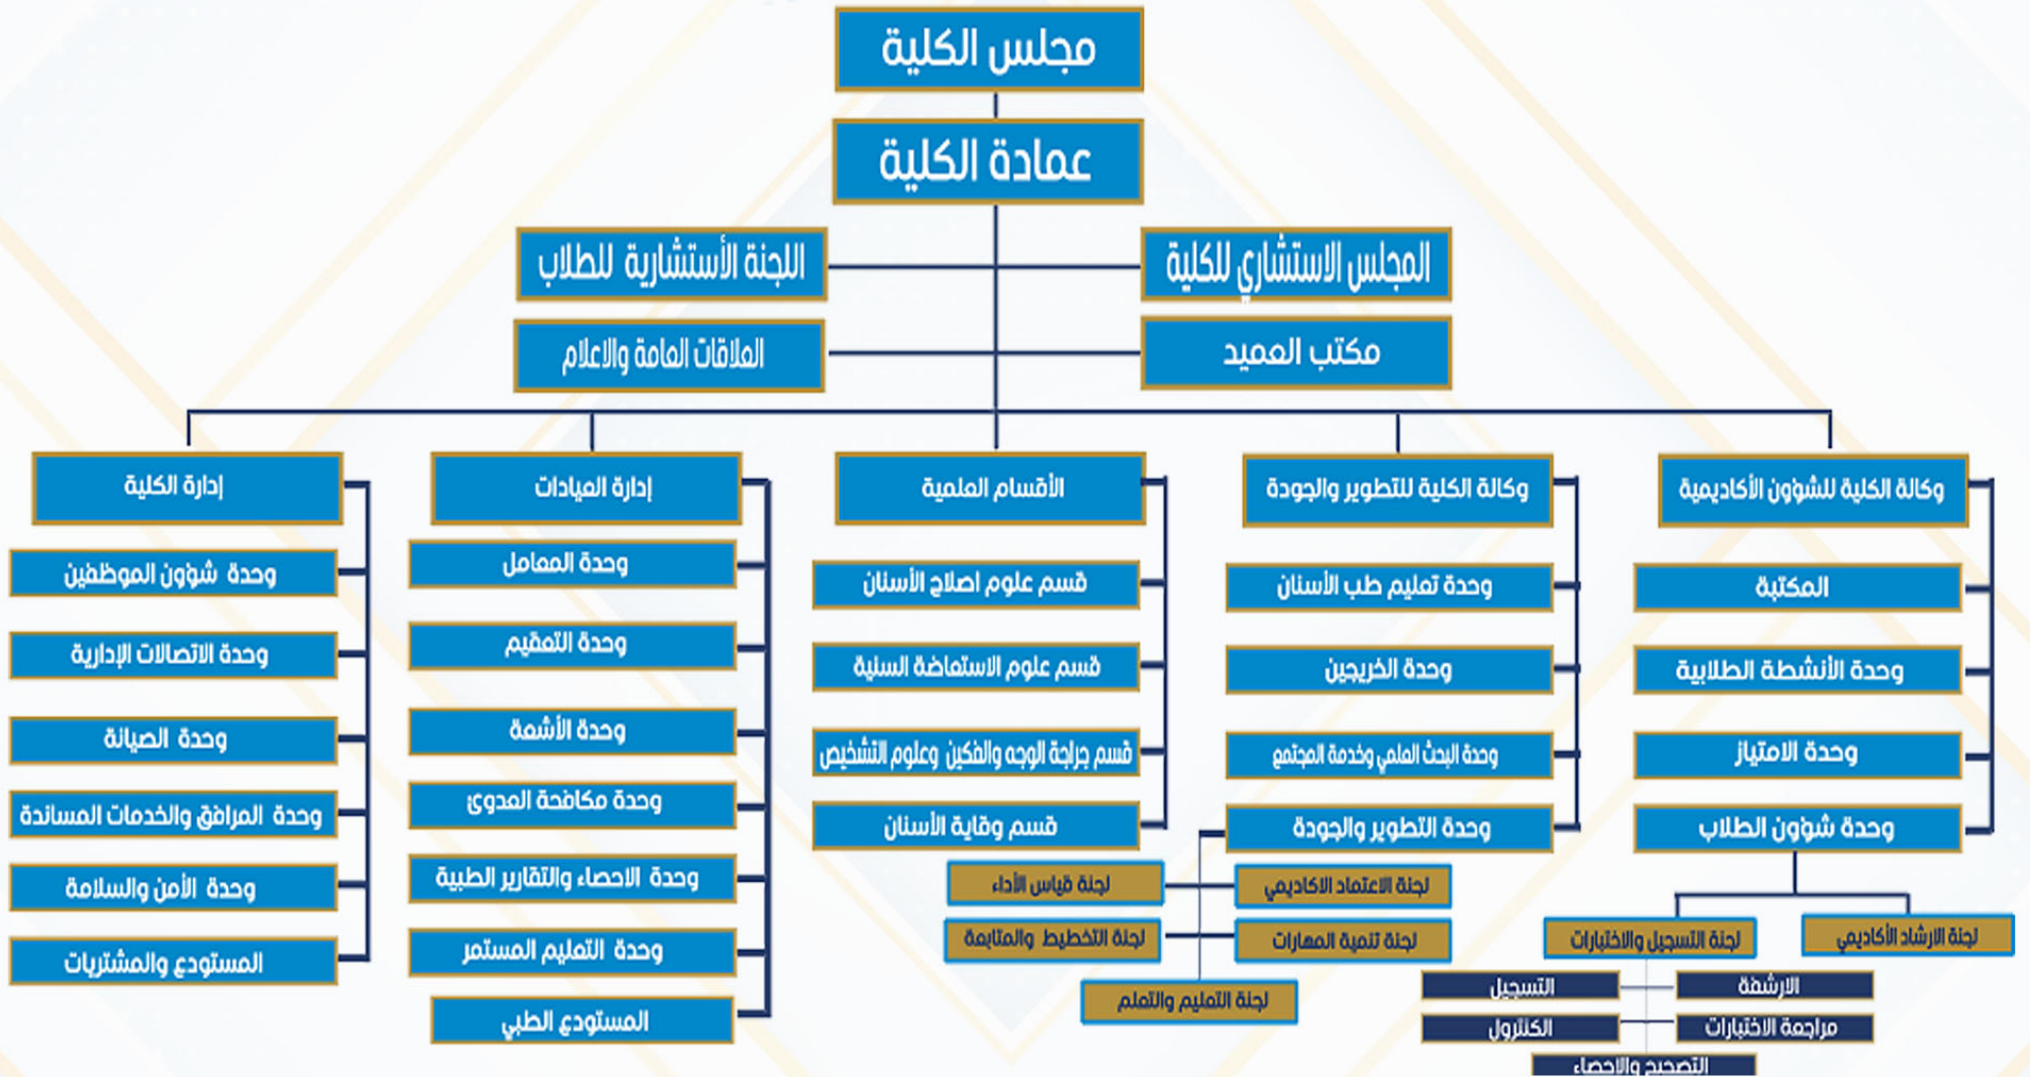 مجلس الكلية
عمادة الكلية
المجلس الاستشاري للكلية
اللجنة الأستشارية للطلاب
مكتب العميد
العلاقات العامة والاعلام
وكالة الكلية للشؤون الأكاديمية
المكتبة
وحدة الأنشطة الطلابية
وحدة الامتياز
وحدة شؤون الطلاب
لجنة الارشاد الأكاديمي
لجنة التسجيل والاختبارات
الارشفة
التسجيل
مراجعة الاختبارات
الكنترول
التصحيح والاحصاء
وكالة الكلية للتطوير والجودة
وحدة تعليم طب الأسنان
وحدة الخريجين
وحدة البحث العلمي وخدمة المجتمع
وحدة التطوير والجودة
لجنة الاعتماد الاكاديمي
لجنة قياس الأداء
لجنة تنمية المهارات
لجنة التخطيط والمتابعة
لجنة التعليم والتعلم
الأقسام العلمية
قسم علوم اصلاح الأسنان
قسم علوم الاستعاضة السنية
قسم جراحة الوجه والفكين وعلوم التشخيص
قسم وقاية الأسنان
إدارة العيادات
وحدة المعامل
وحدة التعقيم
وحدة الأشعة
وحدة مكافحة العدوى
وحدة الاحصاء والتقارير الطبية
وحدة التعليم المستمر
المستودع الطبي
إدارة الكلية
وحدة شؤون الموظفين
وحدة الاتصالات الإدارية
وحدة الصيانة
وحدة المرافق والخدمات المساندة
وحدة الأمن والسلامة
المستودع والمشتريات